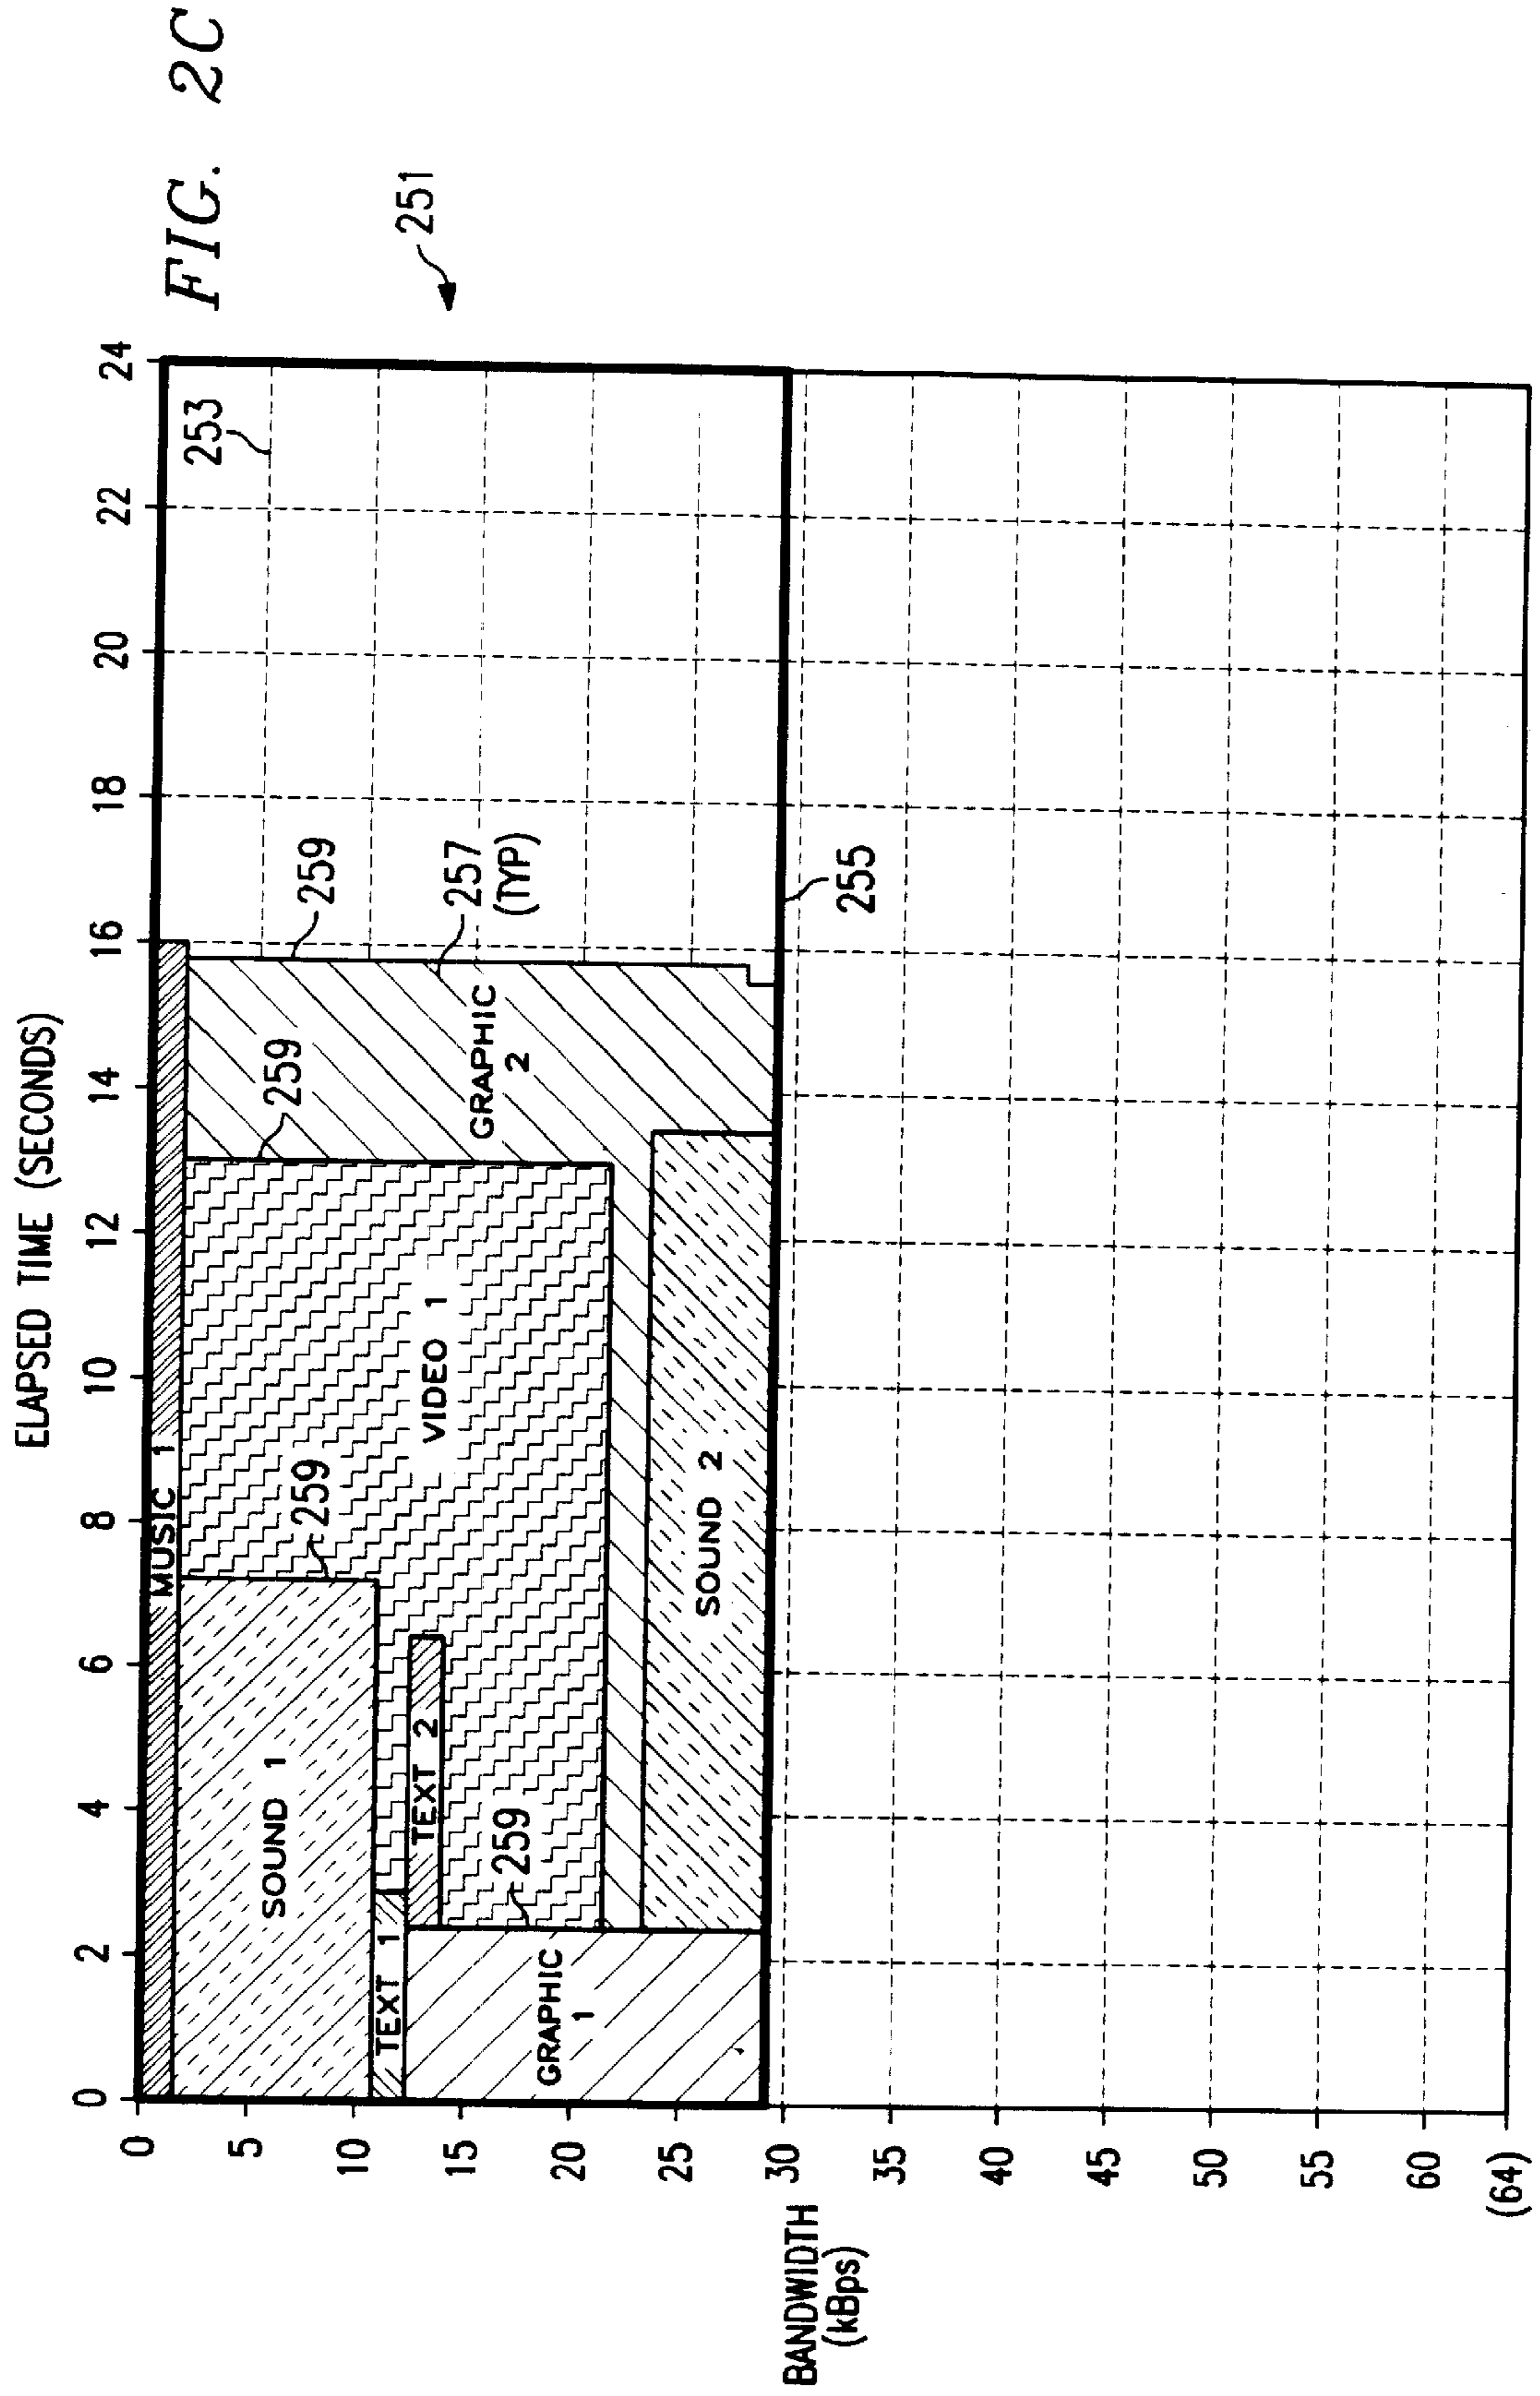 FIG. 2C
ELAPSED TIME (SECONDS)
0 2 4 6 8 10 12 14 16 18 20 22 24
0
5
10
15
20
25
30
35
40
45
50
55
60
(64)
BANDWIDTH
(kBps)
MUSIC 1
SOUND 1
TEXT 1
TEXT 2
GRAPHIC
1
VIDEO 1
SOUND 2
GRAPHIC
2
259
259
259
259
257
(TYP)
253
255
251